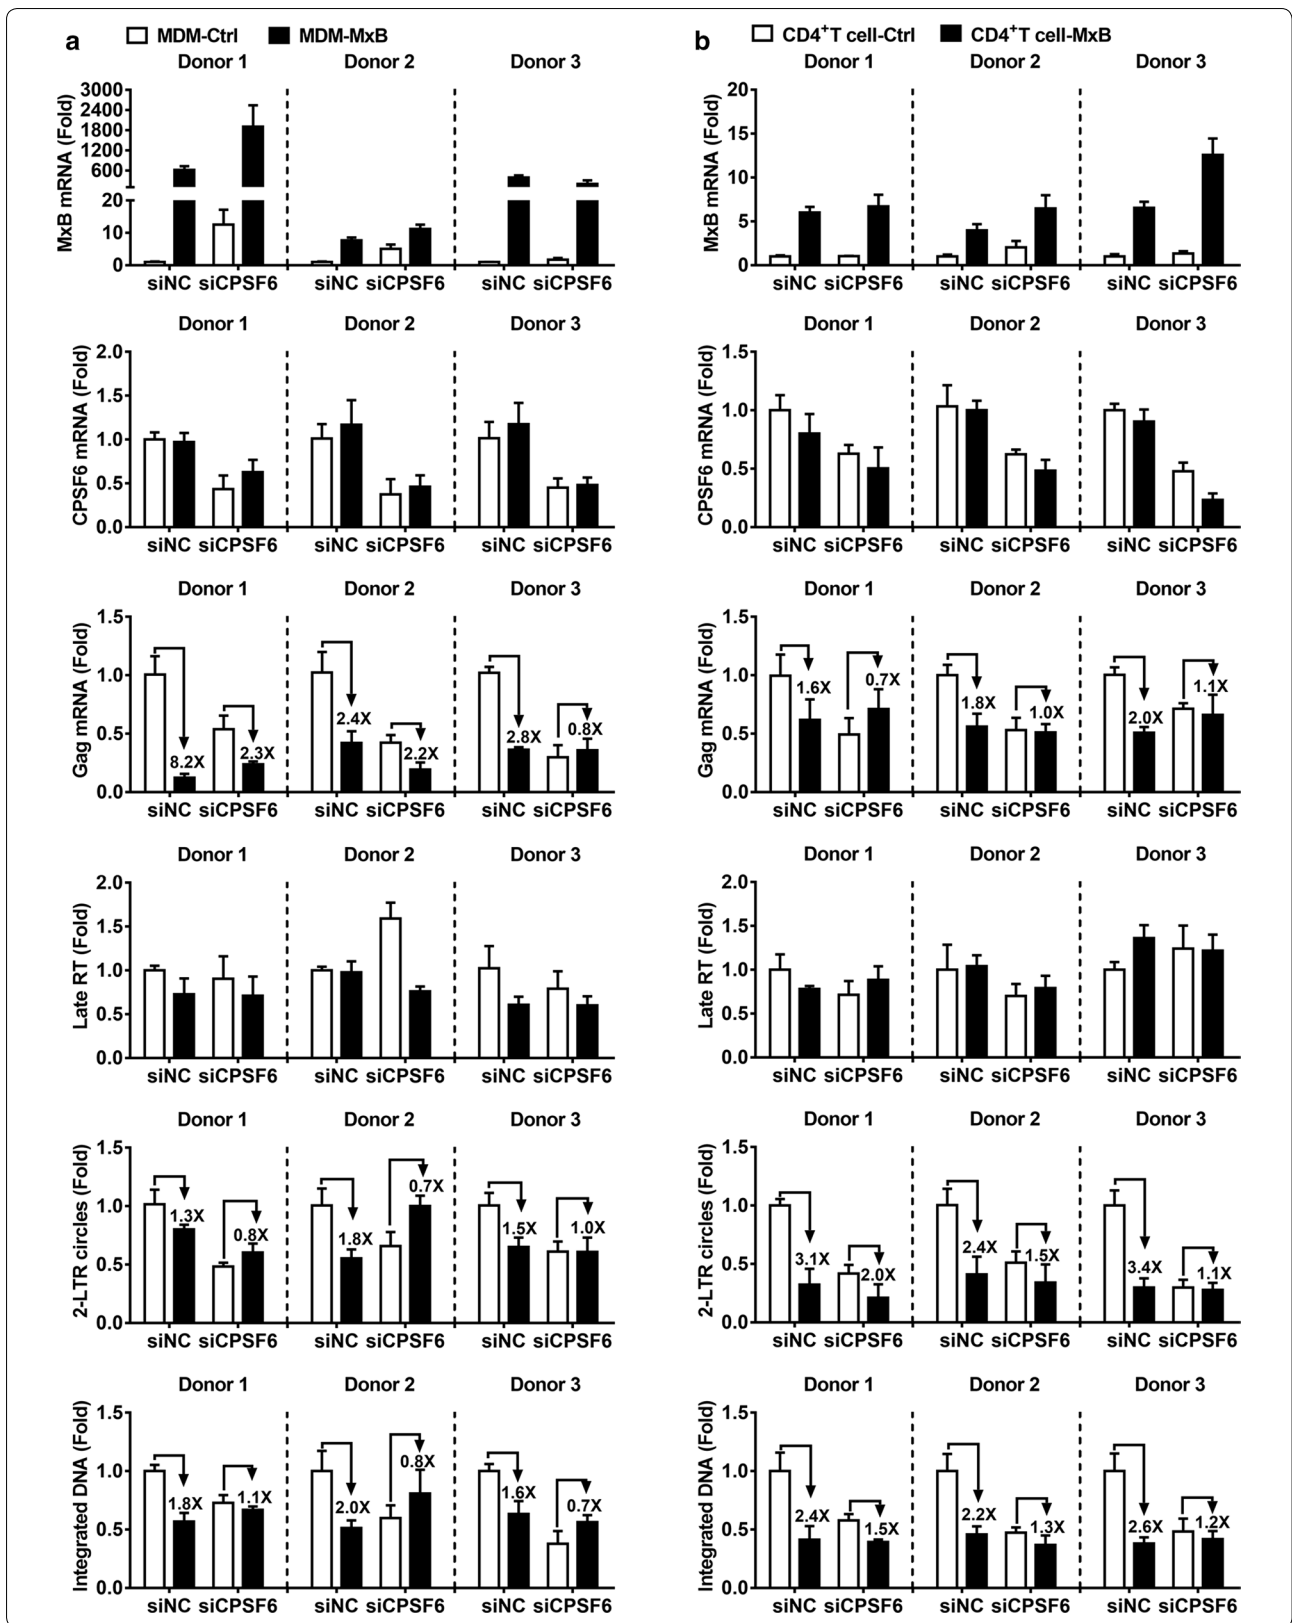 a
MDM-Ctrl MDM-MxB
Donor 1 Donor 2 Donor 3
MxB mRNA (Fold)
3000
2400
1800
1200
600
20
10
0
siNC siCPSF6 siNC siCPSF6 siNC siCPSF6
Donor 1 Donor 2 Donor 3
CPSF6 mRNA (Fold)
2.0
1.5
1.0
0.5
0.0
siNC siCPSF6 siNC siCPSF6 siNC siCPSF6
Donor 1 Donor 2 Donor 3
Gag mRNA (Fold)
1.5
1.0
0.5
0.0
8.2X 2.3X 2.4X 2.2X 2.8X 0.8X
siNC siCPSF6 siNC siCPSF6 siNC siCPSF6
Donor 1 Donor 2 Donor 3
Late RT (Fold)
2.0
1.5
1.0
0.5
0.0
siNC siCPSF6 siNC siCPSF6 siNC siCPSF6
Donor 1 Donor 2 Donor 3
2-LTR circles (Fold)
1.5
1.0
0.5
0.0
1.3X 0.8X 1.8X 0.7X 1.5X 1.0X
siNC siCPSF6 siNC siCPSF6 siNC siCPSF6
Donor 1 Donor 2 Donor 3
Integrated DNA (Fold)
1.5
1.0
0.5
0.0
1.8X 1.1X 2.0X 0.8X 1.6X 0.7X
siNC siCPSF6 siNC siCPSF6 siNC siCPSF6
b
CD4⁺T cell-Ctrl CD4⁺T cell-MxB
Donor 1 Donor 2 Donor 3
MxB mRNA (Fold)
20
15
10
5
0
siNC siCPSF6 siNC siCPSF6 siNC siCPSF6
Donor 1 Donor 2 Donor 3
CPSF6 mRNA (Fold)
1.5
1.0
0.5
0.0
siNC siCPSF6 siNC siCPSF6 siNC siCPSF6
Donor 1 Donor 2 Donor 3
Gag mRNA (Fold)
1.5
1.0
0.5
0.0
1.6X 0.7X 1.8X 1.0X 2.0X 1.1X
siNC siCPSF6 siNC siCPSF6 siNC siCPSF6
Donor 1 Donor 2 Donor 3
Late RT (Fold)
2.0
1.5
1.0
0.5
0.0
siNC siCPSF6 siNC siCPSF6 siNC siCPSF6
Donor 1 Donor 2 Donor 3
2-LTR circles (Fold)
1.5
1.0
0.5
0.0
3.1X 2.0X 2.4X 1.5X 3.4X 1.1X
siNC siCPSF6 siNC siCPSF6 siNC siCPSF6
Donor 1 Donor 2 Donor 3
Integrated DNA (Fold)
1.5
1.0
0.5
0.0
2.4X 1.5X 2.2X 1.3X 2.6X 1.2X
siNC siCPSF6 siNC siCPSF6 siNC siCPSF6